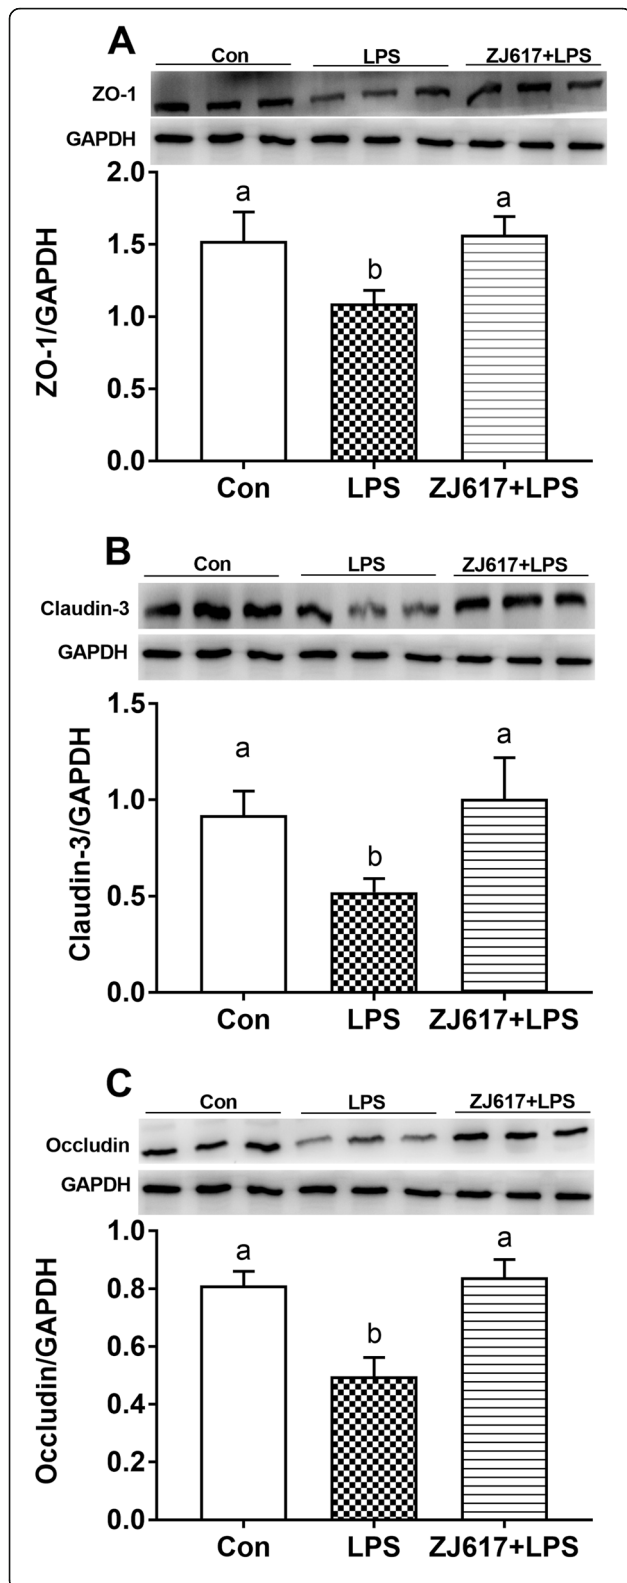 A
Con LPS ZJ617+LPS
ZO-1
GAPDH
2.0
a a
1.5
b
1.0
0.5
0.0
ZO-1/GAPDH
Con LPS ZJ617+LPS
B
Con LPS ZJ617+LPS
Claudin-3
GAPDH
1.5
a a
1.0
b
0.5
0.0
Claudin-3/GAPDH
Con LPS ZJ617+LPS
C
Con LPS ZJ617+LPS
Occludin
GAPDH
1.0
a a
0.8
b
0.6
0.4
0.2
0.0
Occludin/GAPDH
Con LPS ZJ617+LPS